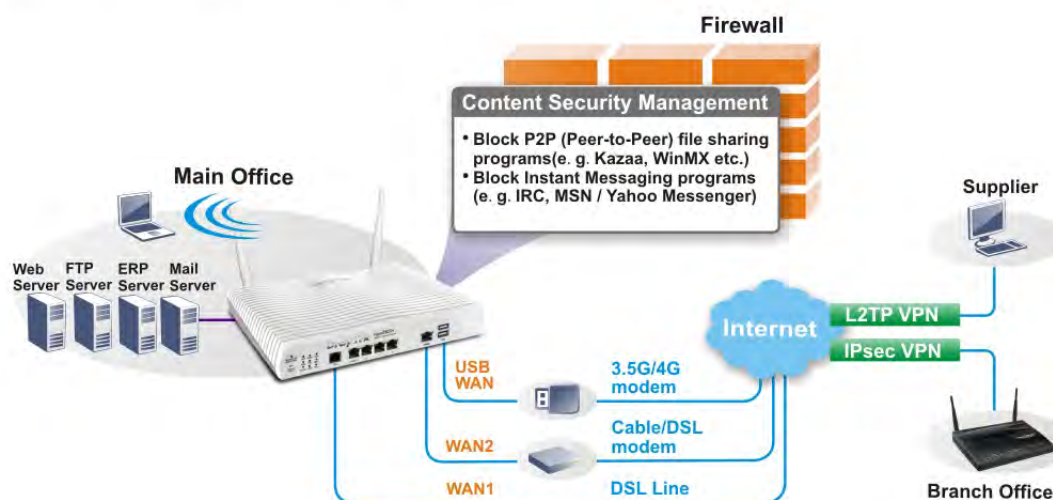 Firewall
Content Security Management
• Block P2P (Peer-to-Peer) file sharing
programs(e. g. Kazaa, WinMX etc.)
• Block Instant Messaging programs
(e. g. IRC, MSN / Yahoo Messenger)
Main Office
Supplier
Web
Server
FTP
Server
ERP
Server
Mail
Server
Internet
L2TP VPN
IPsec VPN
USB
WAN
3.5G/4G
modem
WAN2
Cable/DSL
modem
WAN1
DSL Line
Branch Office